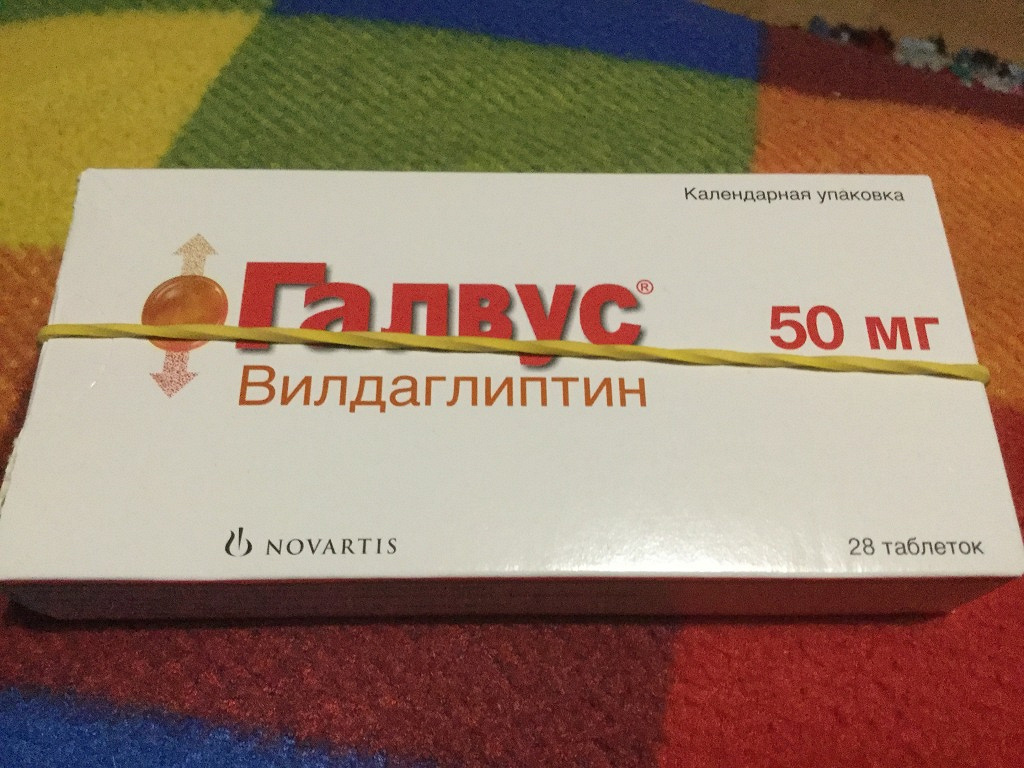 Календарная упаковка
Галвус®
50 мг
Вилдаглиптин
NOVARTIS
28 таблеток